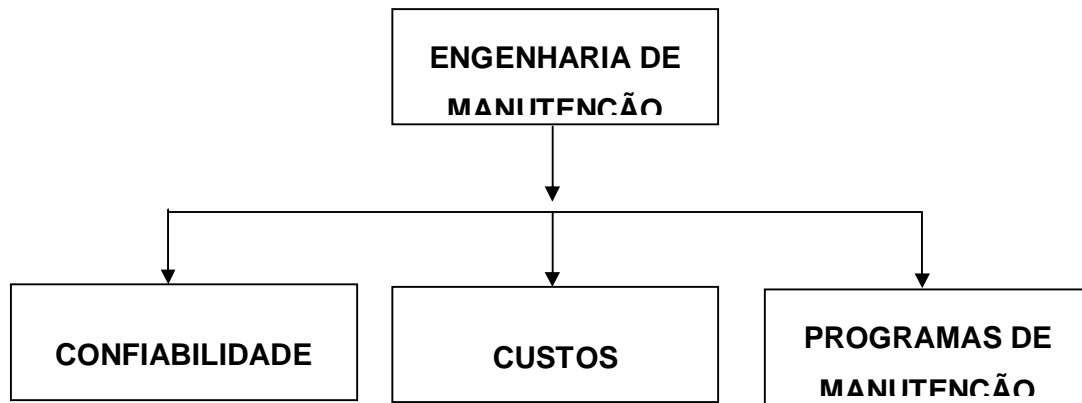 ENGENHARIA DE
MANUTENÇÃO
CONFIABILIDADE
CUSTOS
PROGRAMAS DE
MANUTENÇÃO